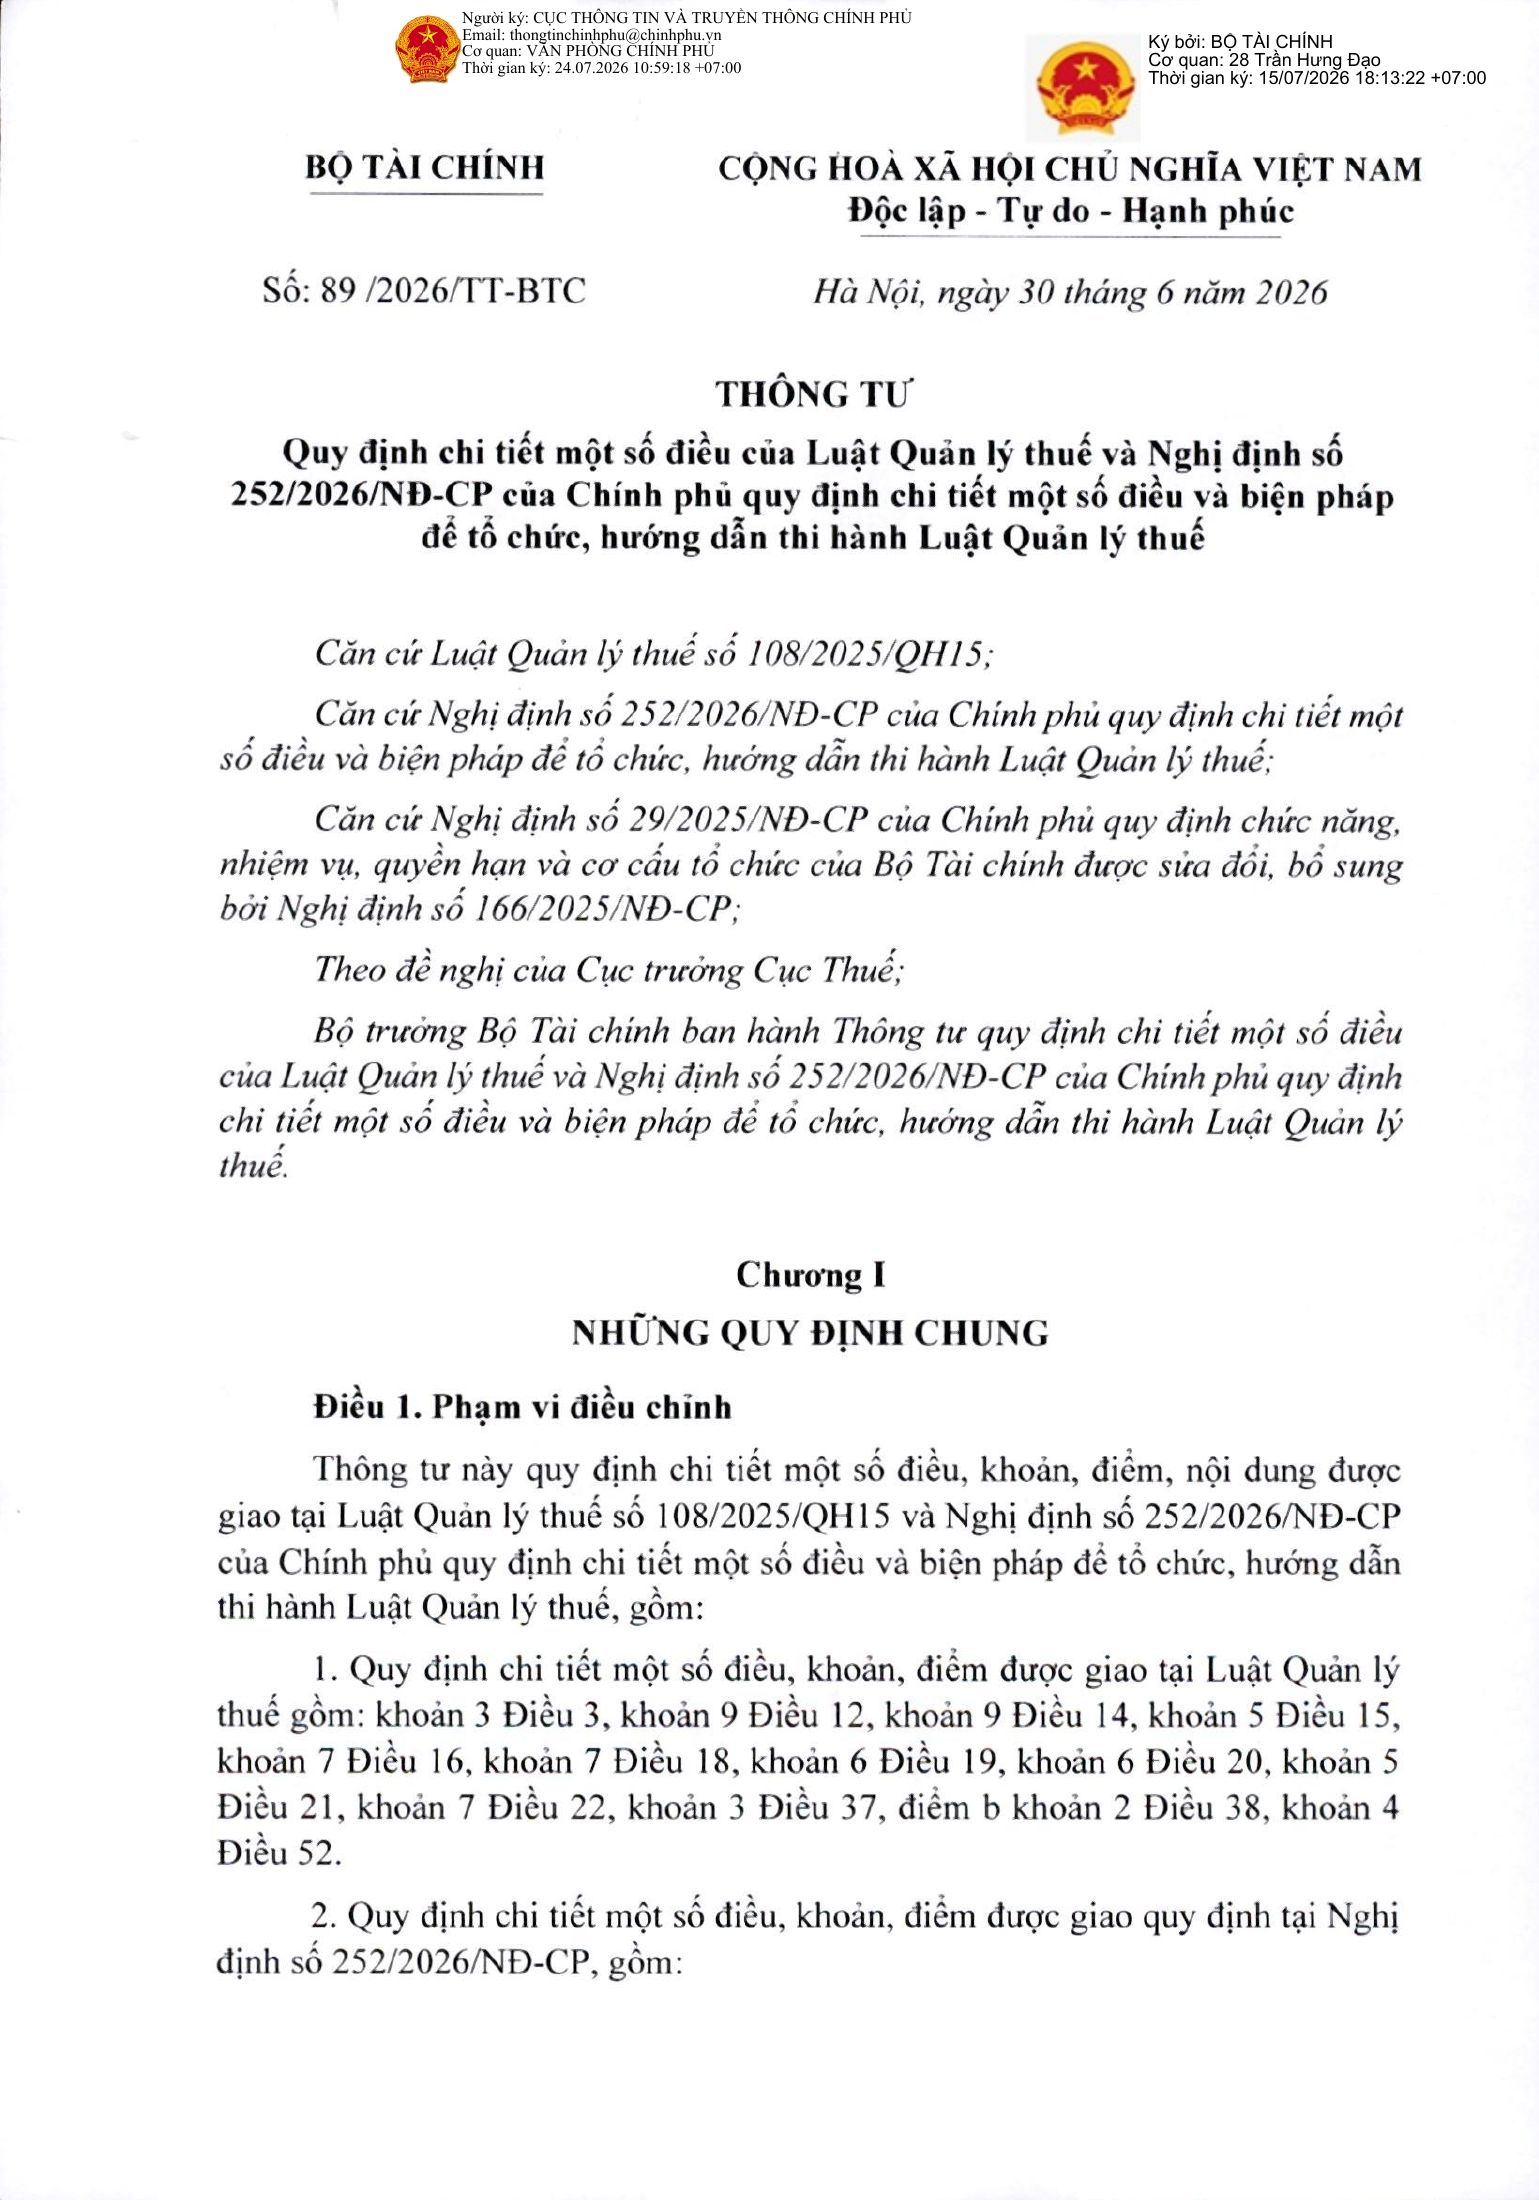 Người ký: CỤC THÔNG TIN VÀ TRUYỀN THÔNG CHÍNH PHỦ
Email: thongtinchinhphu@chinhphu.vn
Cơ quan: VĂN PHÒNG CHÍNH PHỦ
Thời gian ký: 24.07.2026 10:59:18 +07:00
Ký bởi: BỘ TÀI CHÍNH
Cơ quan: 28 Trần Hưng Đạo
Thời gian ký: 15/07/2026 18:13:22 +07:00
BỘ TÀI CHÍNH
CỘNG HOÀ XÃ HỘI CHỦ NGHĨA VIỆT NAM
Độc lập - Tự do - Hạnh phúc
Số: 89 /2026/TT-BTC
Hà Nội, ngày 30 tháng 6 năm 2026
THÔNG TƯ
Quy định chi tiết một số điều của Luật Quản lý thuế và Nghị định số
252/2026/NĐ-CP của Chính phủ quy định chi tiết một số điều và biện pháp
để tổ chức, hướng dẫn thi hành Luật Quản lý thuế
Căn cứ Luật Quản lý thuế số 108/2025/QH15;
Căn cứ Nghị định số 252/2026/NĐ-CP của Chính phủ quy định chi tiết một
số điều và biện pháp để tổ chức, hướng dẫn thi hành Luật Quản lý thuế;
Căn cứ Nghị định số 29/2025/NĐ-CP của Chính phủ quy định chức năng,
nhiệm vụ, quyền hạn và cơ cấu tổ chức của Bộ Tài chính được sửa đổi, bổ sung
bởi Nghị định số 166/2025/NĐ-CP;
Theo đề nghị của Cục trưởng Cục Thuế;
Bộ trưởng Bộ Tài chính ban hành Thông tư quy định chi tiết một số điều
của Luật Quản lý thuế và Nghị định số 252/2026/NĐ-CP của Chính phủ quy định
chi tiết một số điều và biện pháp để tổ chức, hướng dẫn thi hành Luật Quản lý
thuế.
Chương I
NHỮNG QUY ĐỊNH CHUNG
Điều 1. Phạm vi điều chỉnh
Thông tư này quy định chi tiết một số điều, khoản, điểm, nội dung được
giao tại Luật Quản lý thuế số 108/2025/QH15 và Nghị định số 252/2026/NĐ-CP
của Chính phủ quy định chi tiết một số điều và biện pháp để tổ chức, hướng dẫn
thi hành Luật Quản lý thuế, gồm:
1. Quy định chi tiết một số điều, khoản, điểm được giao tại Luật Quản lý
thuế gồm: khoản 3 Điều 3, khoản 9 Điều 12, khoản 9 Điều 14, khoản 5 Điều 15,
khoản 7 Điều 16, khoản 7 Điều 18, khoản 6 Điều 19, khoản 6 Điều 20, khoản 5
Điều 21, khoản 7 Điều 22, khoản 3 Điều 37, điểm b khoản 2 Điều 38, khoản 4
Điều 52.
2. Quy định chi tiết một số điều, khoản, điểm được giao quy định tại Nghị
định số 252/2026/NĐ-CP, gồm: